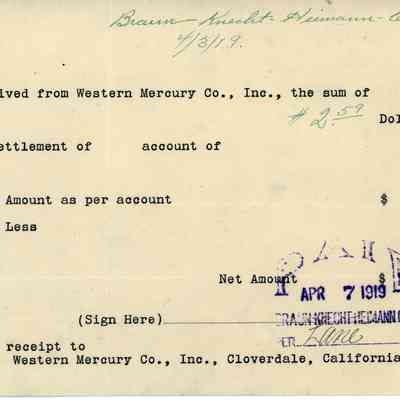 Braun-Knecht-Heimann-Co
4/3/19.
ived from Western Mercury Co., Inc., the sum of
$ 2.59 Dol
ettlement of account of
Amount as per account $
Less
PAID
Net Amount $
APR 7 1919
(Sign Here)
BRAUN-KNECHT-HEIMANN C
PER Lane
receipt to
Western Mercury Co., Inc., Cloverdale, California